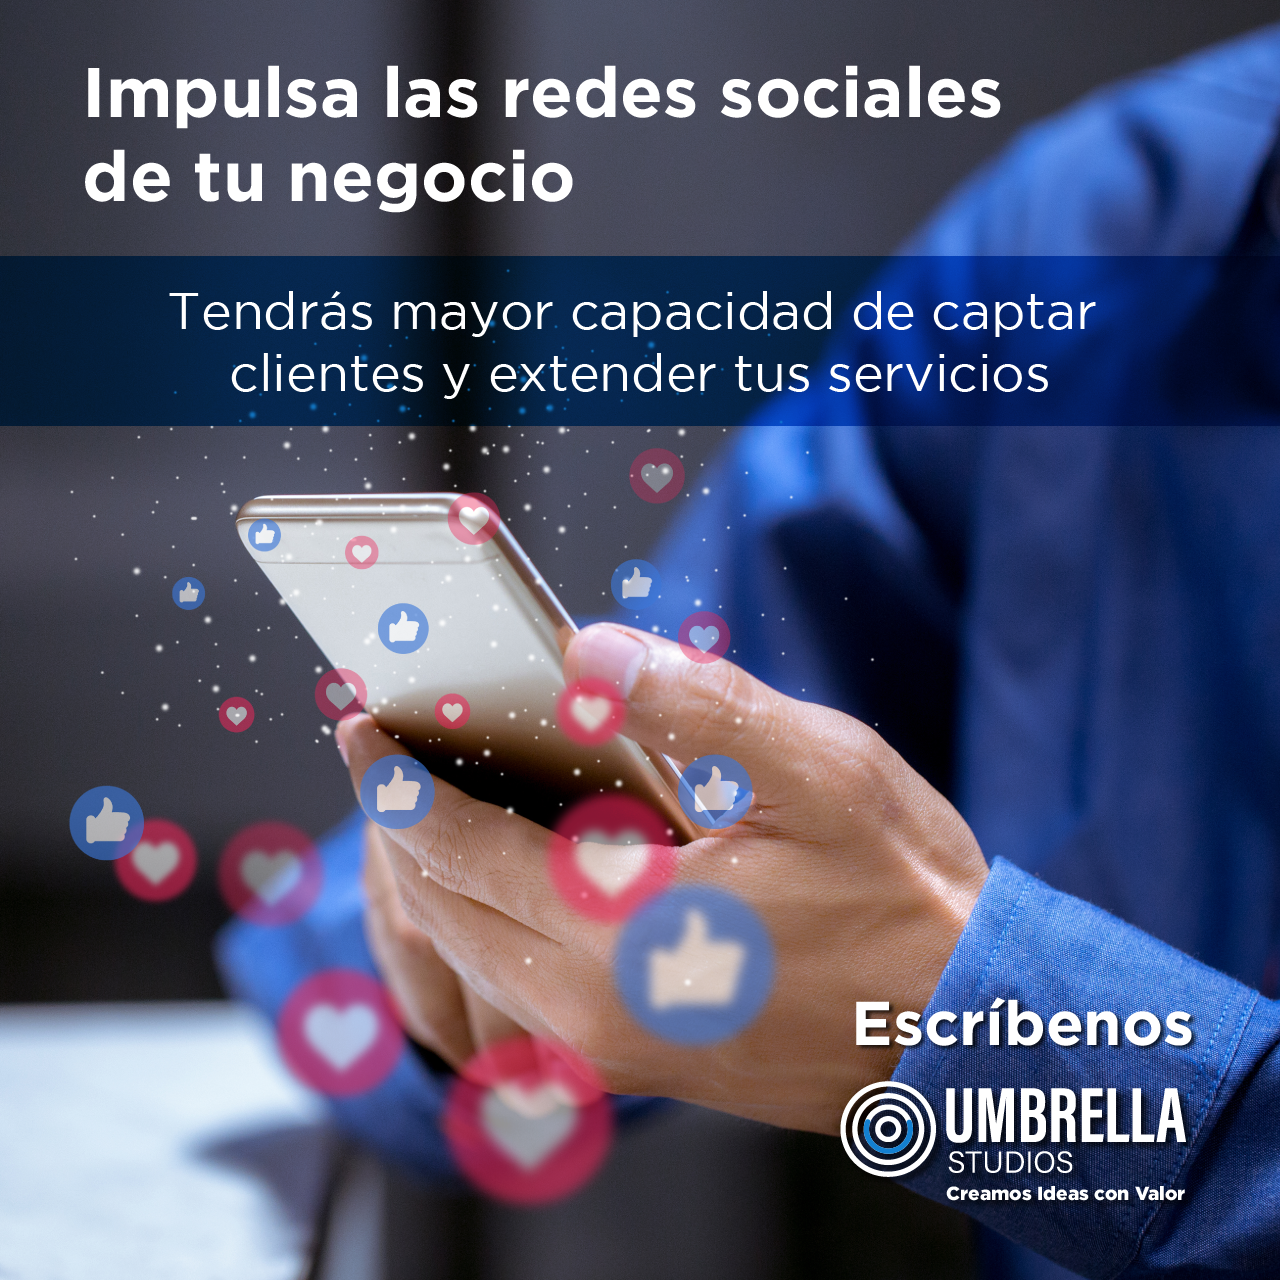 Impulsa las redes sociales
de tu negocio
Tendrás mayor capacidad de captar
clientes y extender tus servicios
Escríbenos
UMBRELLA
STUDIOS
Creamos Ideas con Valor